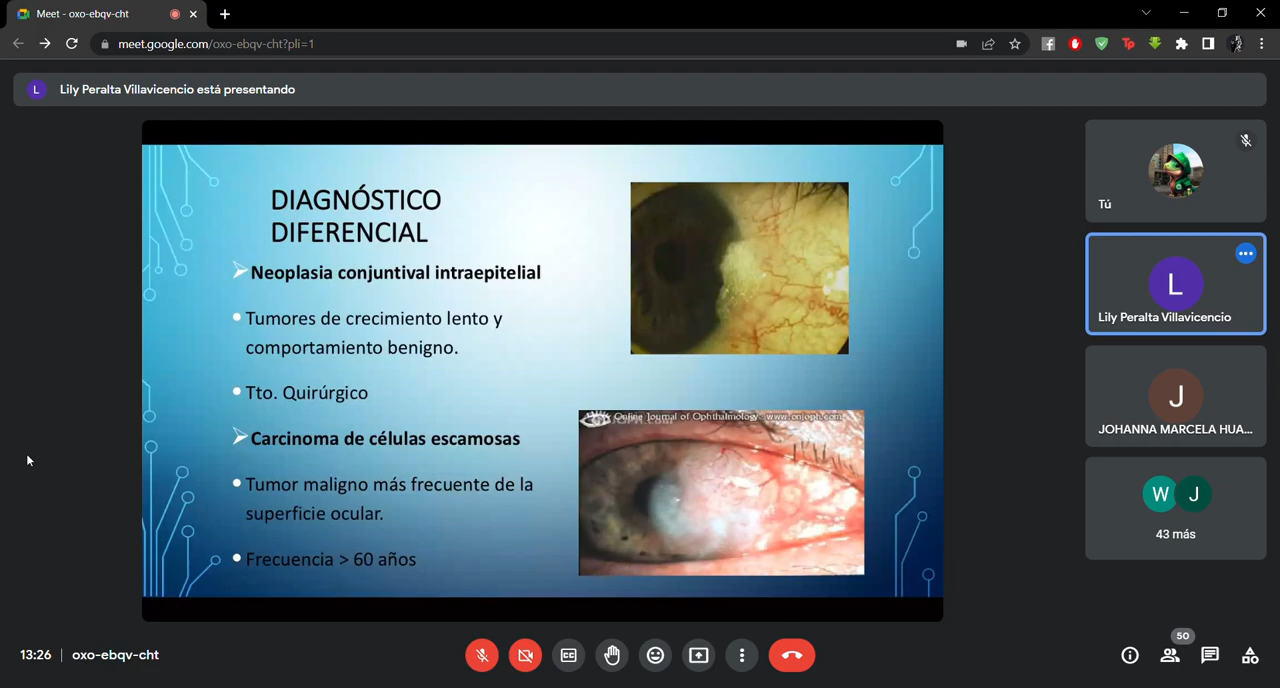 Meet - oxo-ebqv-cht
meet.google.com/oxo-ebqv-cht?pli=1
L
Lily Peralta Villavicencio está presentando
DIAGNÓSTICO
DIFERENCIAL
Neoplasia conjuntival intraepitelial
Tumores de crecimiento lento y
comportamiento benigno.
Tto. Quirúrgico
Carcinoma de células escamosas
Tumor maligno más frecuente de la
superficie ocular.
Frecuencia > 60 años
Online Journal of Ophthalmology www.onjoph.com
Tú
L
Lily Peralta Villavicencio
J
JOHANNA MARCELA HUA...
W J
43 más
13:26 | oxo-ebqv-cht
50